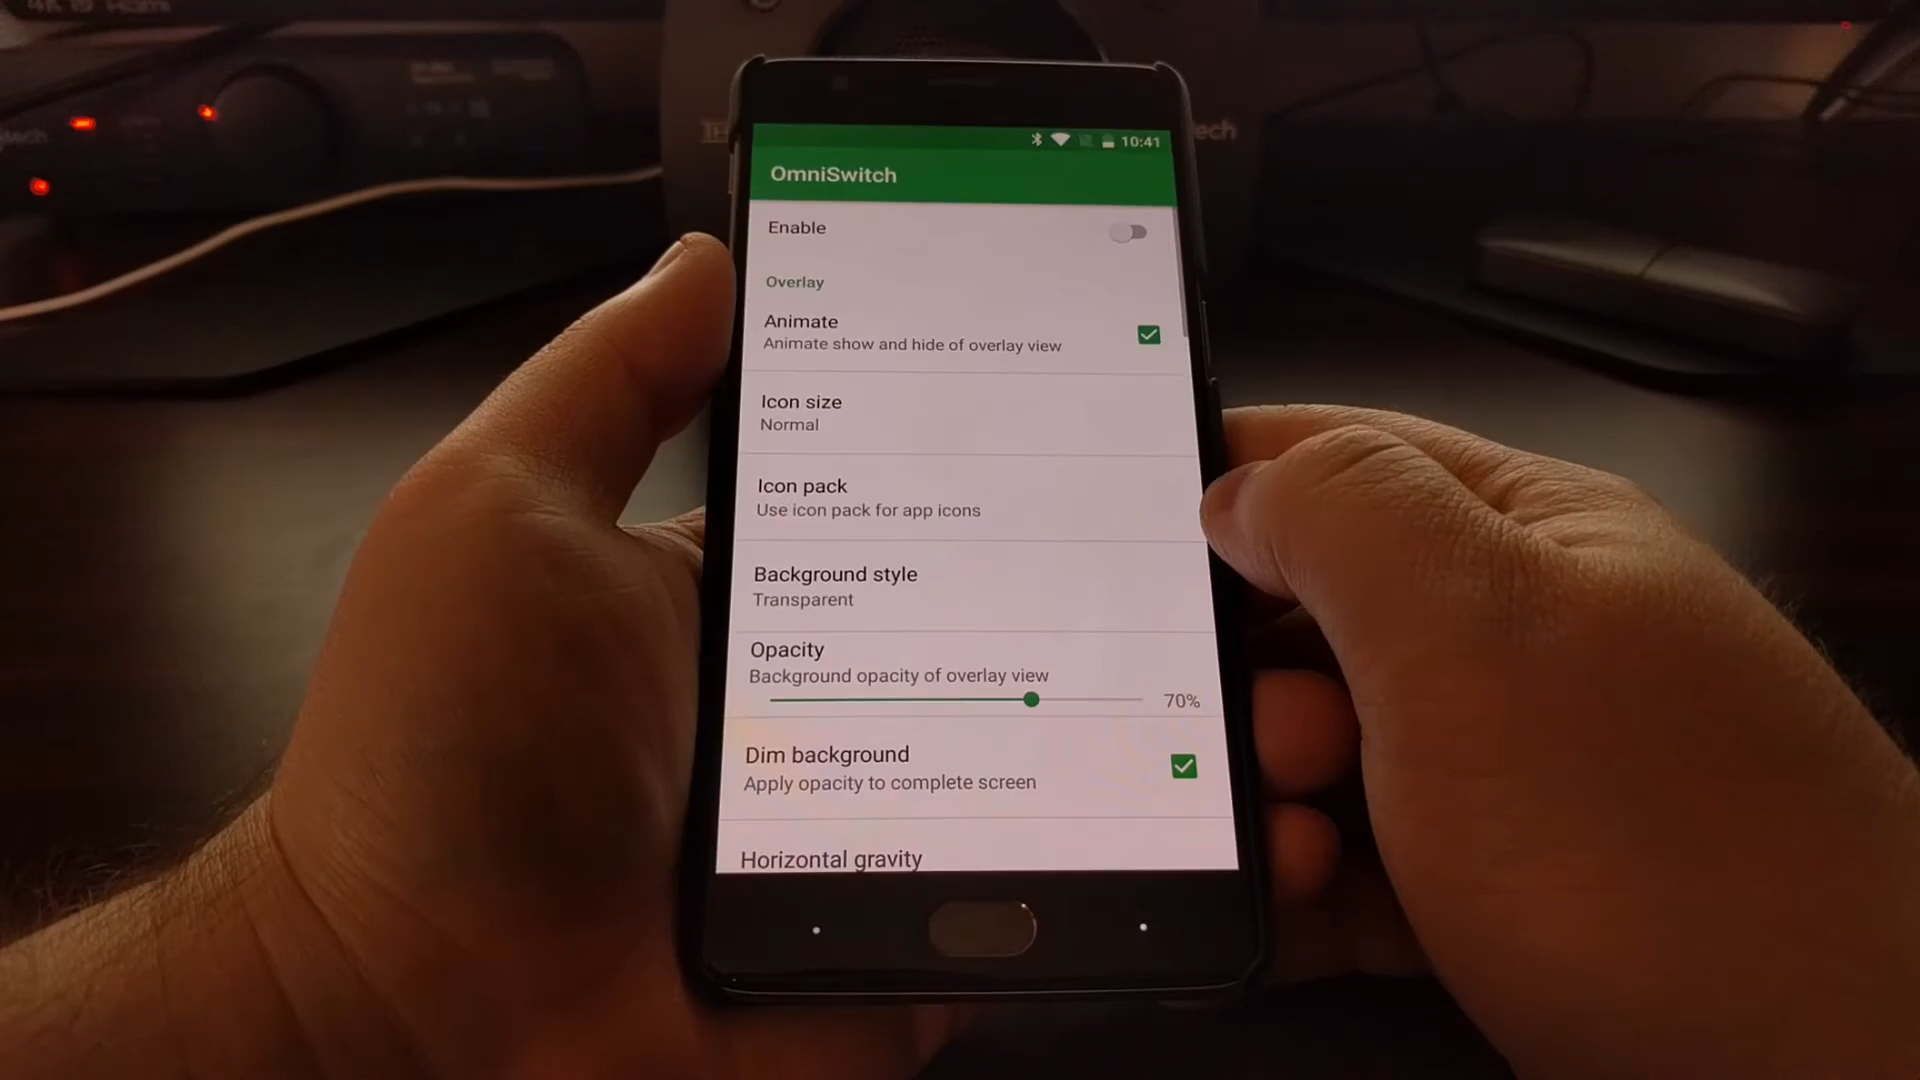 10:41
OmniSwitch
Enable
Overlay
Animate
Animate show and hide of overlay view
Icon size
Normal
Icon pack
Use icon pack for app icons
Background style
Transparent
Opacity
Background opacity of overlay view
70%
Dim background
Apply opacity to complete screen
Horizontal gravity